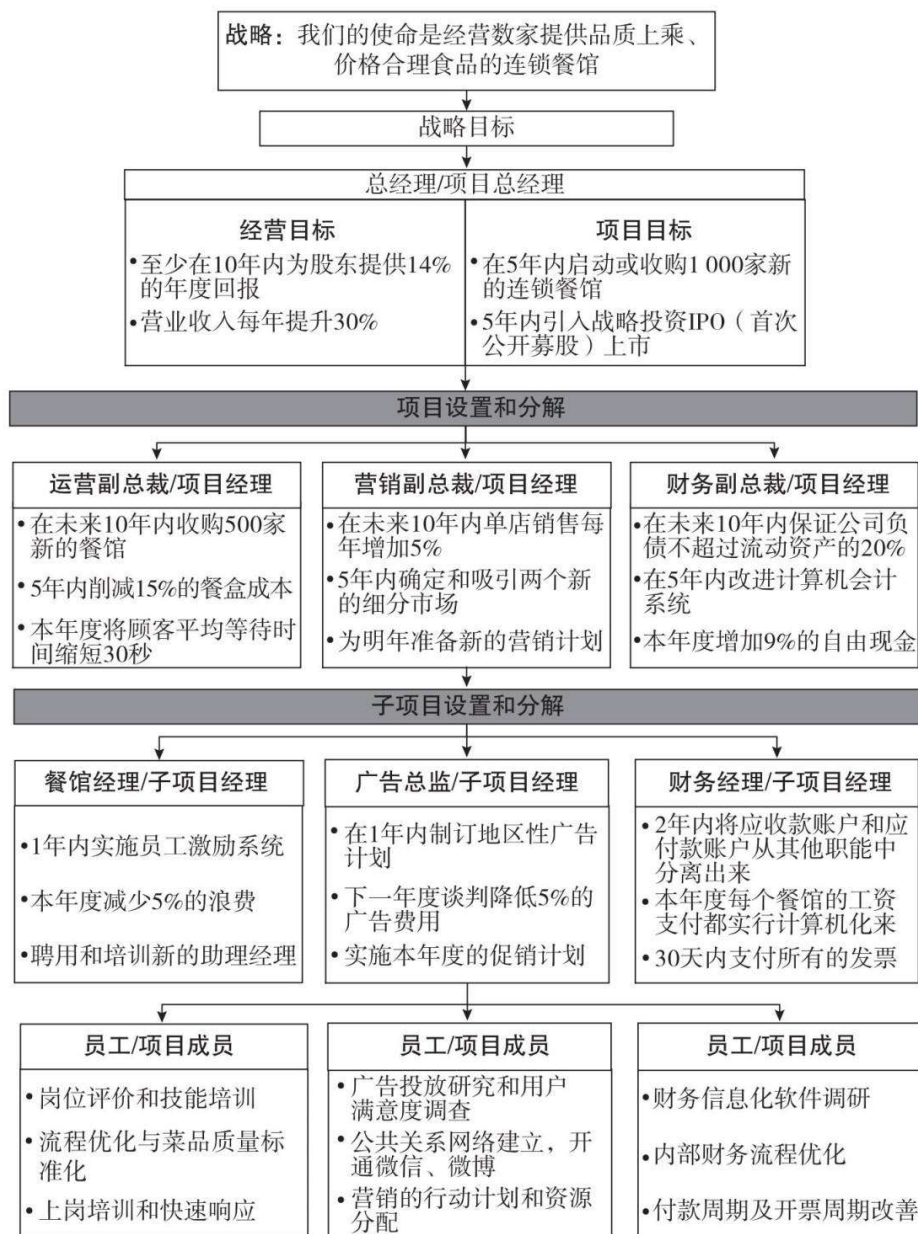 战略：我们的使命是经营数家提供品质上乘、
价格合理食品的连锁餐馆
战略目标
总经理/项目总经理
经营目标
•至少在10年内为股东提供14%
的年度回报
•营业收入每年提升30%
项目目标
•在5年内启动或收购1 000家新
的连锁餐馆
•5年内引入战略投资IPO（首次
公开募股）上市
项目设置和分解
运营副总裁/项目经理
•在未来10年内收购500家
新的餐馆
•5年内削减15%的餐盒成本
•本年度将顾客平均等待时
间缩短30秒
营销副总裁/项目经理
•在未来10年内单店销售每
年增加5%
•5年内确定和吸引两个新
的细分市场
•为明年准备新的营销计划
财务副总裁/项目经理
•在未来10年内保证公司负
债不超过流动资产的20%
•在5年内改进计算机会计
系统
•本年度增加9%的自由现金
子项目设置和分解
餐馆经理/子项目经理
•1年内实施员工激励系统
•本年度减少5%的浪费
•聘用和培训新的助理经理
广告总监/子项目经理
•在1年内制订地区性广告
计划
•下一年度谈判降低5%的
广告费用
•实施本年度的促销计划
财务经理/子项目经理
•2年内将应收款账户和应
付款账户从其他职能中
分离出来
•本年度每个餐馆的工资
支付都实行计算机化来
•30天内支付所有的发票
员工/项目成员
•岗位评价和技能培训
•流程优化与菜品质量标
准化
•上岗培训和快速响应
员工/项目成员
•广告投放研究和用户
满意度调查
•公共关系网络建立，开
通微信、微博
•营销的行动计划和资源
分配
员工/项目成员
•财务信息化软件调研
•内部财务流程优化
•付款周期及开票周期改善